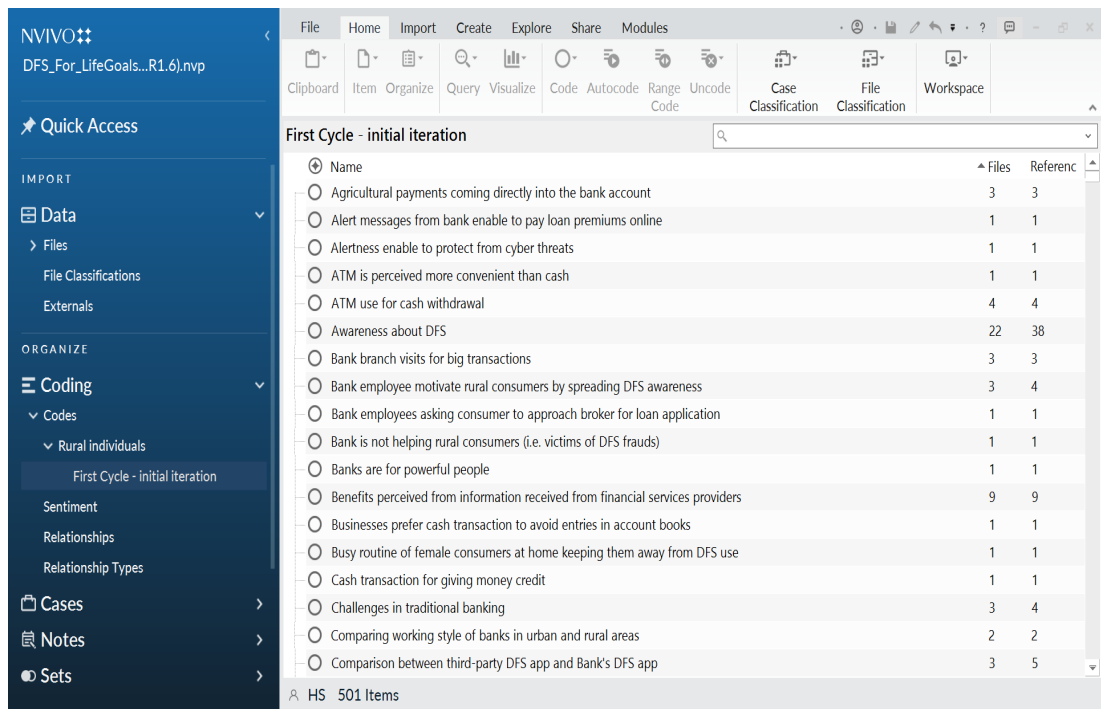 NVIVO
DFS_For_LifeGoals...R1.6).nvp
Quick Access
IMPORT
Data
Files
File Classifications
Externals
ORGANIZE
Coding
Codes
Rural individuals
First Cycle - initial iteration
Sentiment
Relationships
Relationship Types
Cases
Notes
Sets
File Home Import Create Explore Share Modules
Clipboard Item Organize Query Visualize Code Autocode Range Code Uncode Case Classification File Classification Workspace
First Cycle - initial iteration
Name Files Referenc
Agricultural payments coming directly into the bank account 3 3
Alert messages from bank enable to pay loan premiums online 1 1
Alertness enable to protect from cyber threats 1 1
ATM is perceived more convenient than cash 1 1
ATM use for cash withdrawal 4 4
Awareness about DFS 22 38
Bank branch visits for big transactions 3 3
Bank employee motivate rural consumers by spreading DFS awareness 3 4
Bank employees asking consumer to approach broker for loan application 1 1
Bank is not helping rural consumers (i.e. victims of DFS frauds) 1 1
Banks are for powerful people 1 1
Benefits perceived from information received from financial services providers 9 9
Businesses prefer cash transaction to avoid entries in account books 1 1
Busy routine of female consumers at home keeping them away from DFS use 1 1
Cash transaction for giving money credit 1 1
Challenges in traditional banking 3 4
Comparing working style of banks in urban and rural areas 2 2
Comparison between third-party DFS app and Bank's DFS app 3 5
HS 501 Items